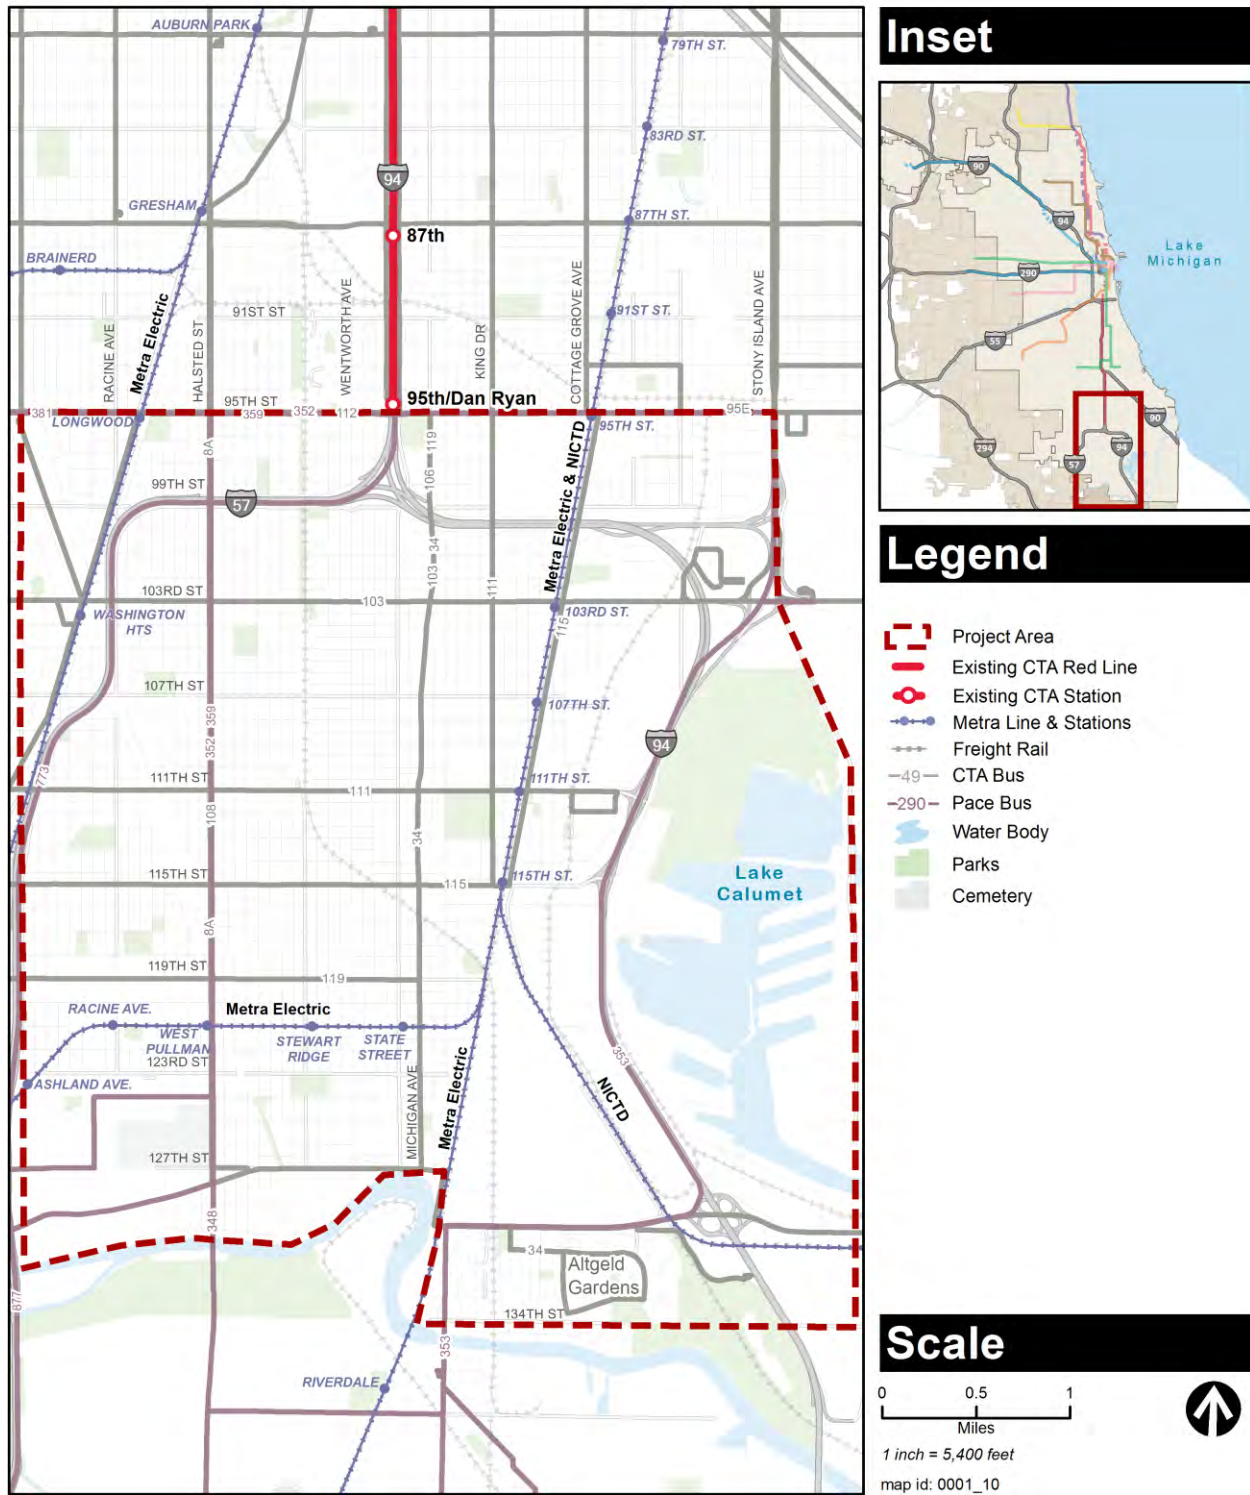 AUBURN PARK
79TH ST.
83RD ST.
94
GRESHAM
87TH ST.
87th
BRAINERD
Metra Electric
RACINE AVE
HALSTED ST
91ST ST
WENTWORTH AVE
KING DR
COTTAGE GROVE AVE
91ST ST.
STONY ISLAND AVE
95TH ST
95th/Dan Ryan
381
359
352
112
95E
LONGWOOD
95TH ST.
8A
119
Metra Electric & NICTD
99TH ST
57
106
34
103
111
103RD ST
103
WASHINGTON
HTS
103RD ST.
115
107TH ST
359
107TH ST.
352
94
773
111TH ST
111
111TH ST.
108
34
115TH ST
115
115TH ST.
Lake
Calumet
8A
119TH ST
119
RACINE AVE.
Metra Electric
WEST
PULLMAN
STEWART
RIDGE
STATE
STREET
123RD ST
353
ASHLAND AVE.
MICHIGAN AVE
Metra Electric
NICTD
127TH ST
348
34
Altgeld
Gardens
877
134TH ST
353
RIVERDALE
Inset
90
94
Lake
Michigan
290
55
90
294
57
94
Legend
Project Area
Existing CTA Red Line
Existing CTA Station
Metra Line & Stations
Freight Rail
49
CTA Bus
290
Pace Bus
Water Body
Parks
Cemetery
Scale
0 0.5 1
Miles
1 inch = 5,400 feet
map id: 0001_10